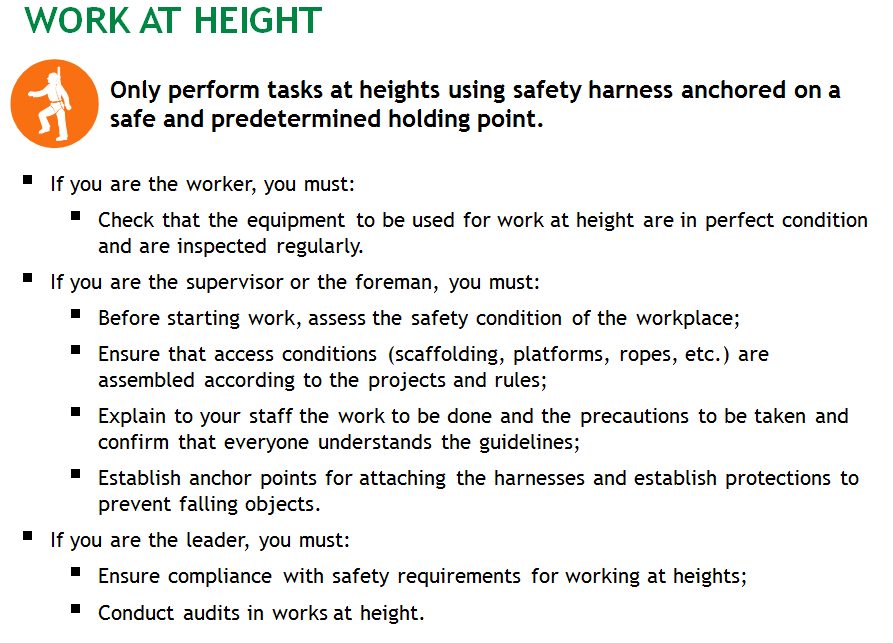 WORK AT HEIGHT
Only perform tasks at heights using safety harness anchored on a
safe and predetermined holding point.
If you are the worker, you must:
Check that the equipment to be used for work at height are in perfect condition
and are inspected regularly.
If you are the supervisor or the foreman, you must:
Before starting work, assess the safety condition of the workplace;
Ensure that access conditions (scaffolding, platforms, ropes, etc.) are
assembled according to the projects and rules;
Explain to your staff the work to be done and the precautions to be taken and
confirm that everyone understands the guidelines;
Establish anchor points for attaching the harnesses and establish protections to
prevent falling objects.
If you are the leader, you must:
Ensure compliance with safety requirements for working at heights;
Conduct audits in works at height.